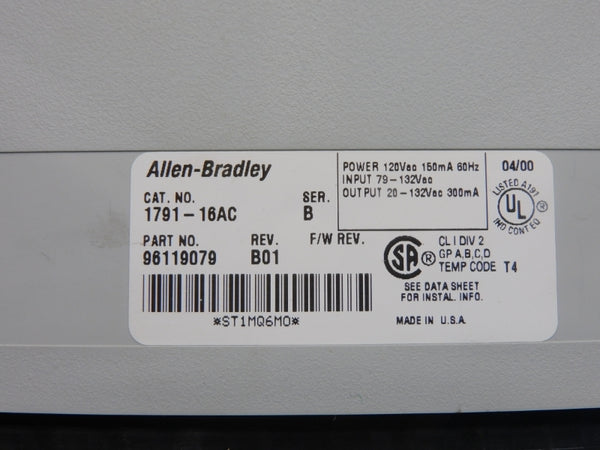 Allen-Bradley
POWER 120Vac 150mA 60Hz
INPUT 79-132Vac
OUTPUT 20-132Vac 300mA
04/00
CAT. NO. SER.
1791-16AC B
LISTED A191
UL
®
IND CONT EQ
PART NO. REV. F/W REV.
96119079 B01
SA ®
CL I DIV 2
GP A,B,C,D
TEMP CODE T4
SEE DATA SHEET
FOR INSTAL. INFO.
*ST1MQ6M0*
MADE IN U.S.A.